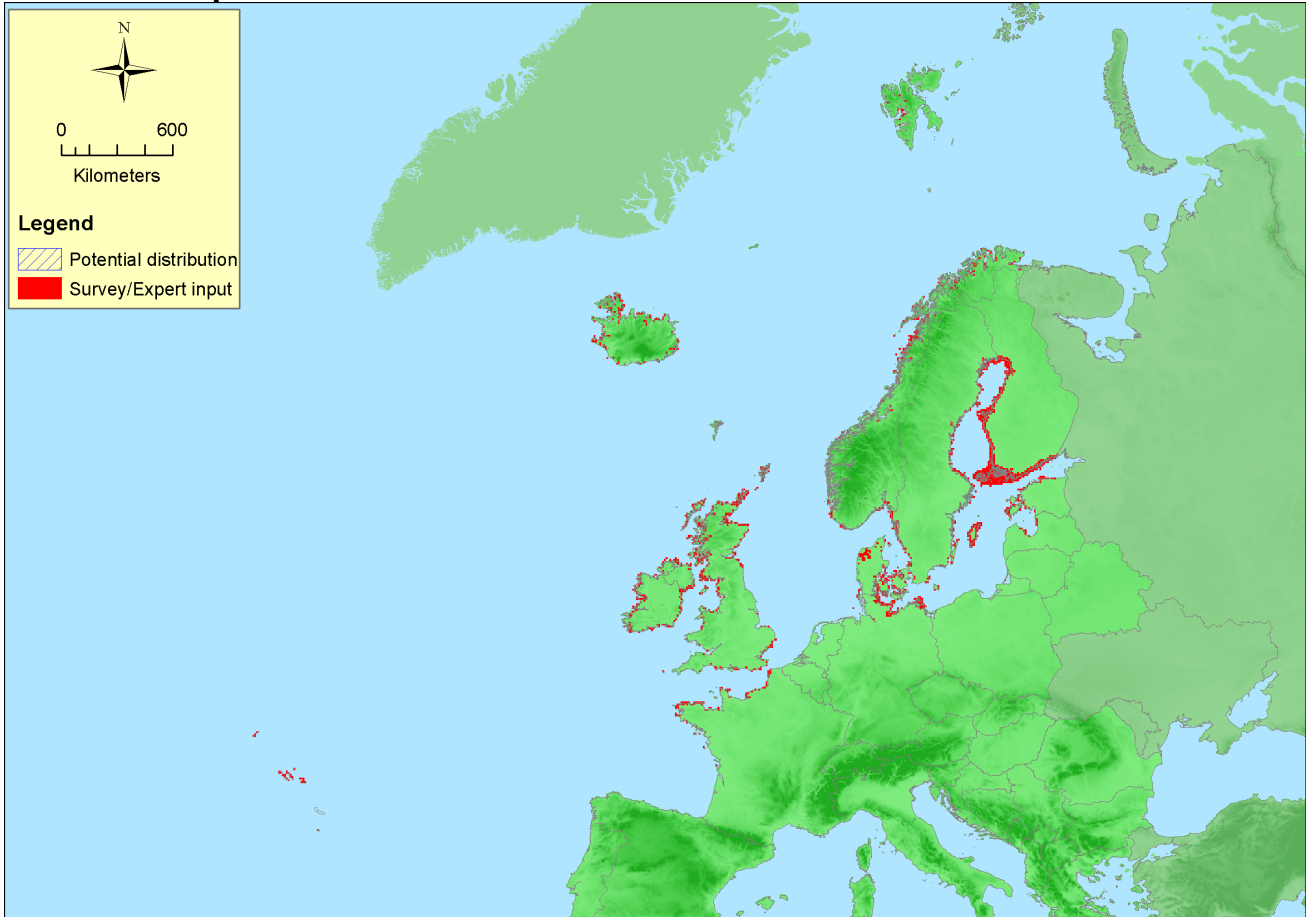 N
0 600
Kilometers
Legend
Potential distribution
Survey/Expert input